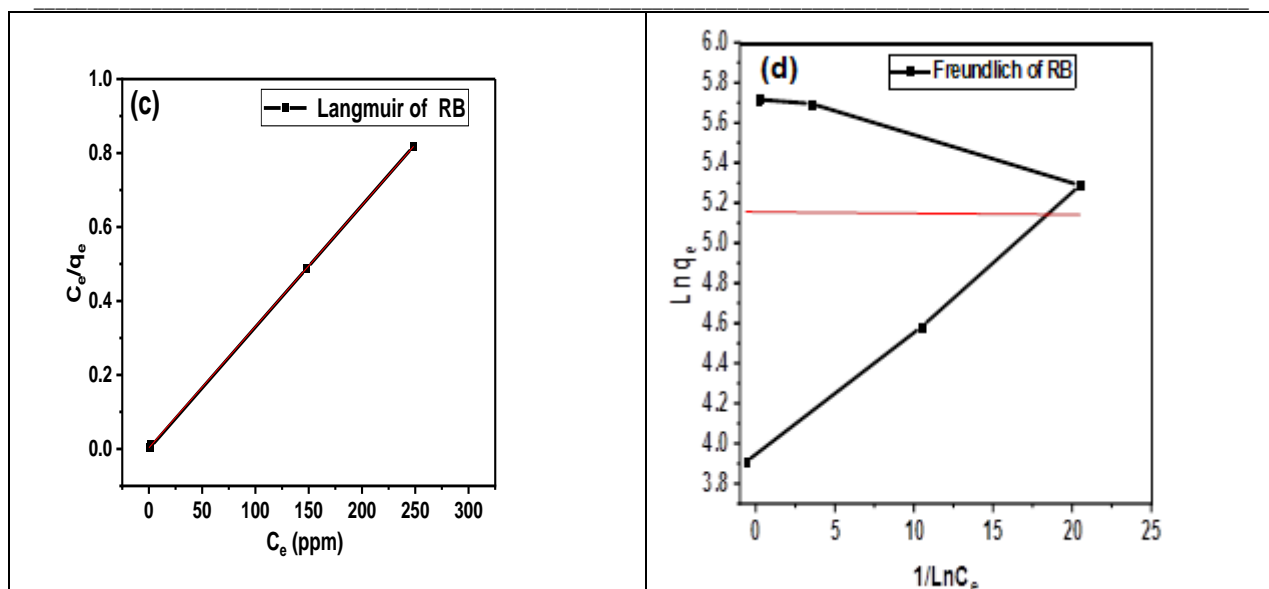 (c)
Langmuir of RB
1.0
0.8
0.6
0.4
0.2
0.0
Cₑ/qₑ
0 50 100 150 200 250 300
Cₑ (ppm)
(d)
Freundlich of RB
6.0
5.8
5.6
5.4
5.2
5.0
4.8
4.6
4.4
4.2
4.0
3.8
Ln qₑ
0 5 10 15 20 25
1/LnCₑ